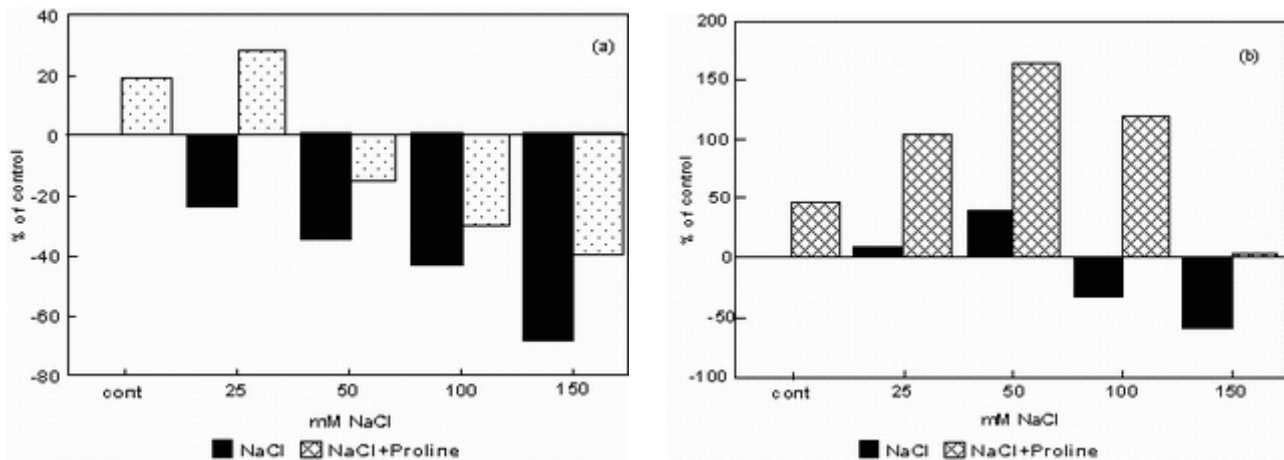 40
20
0
-20
-40
-60
-80
% of control
(a)
cont 25 50 100 150
mM NaCl
NaCl NaCl+Proline
200
150
100
50
0
-50
-100
% of control
(b)
cont 25 50 100 150
mM NaCl
NaCl NaCl+Proline